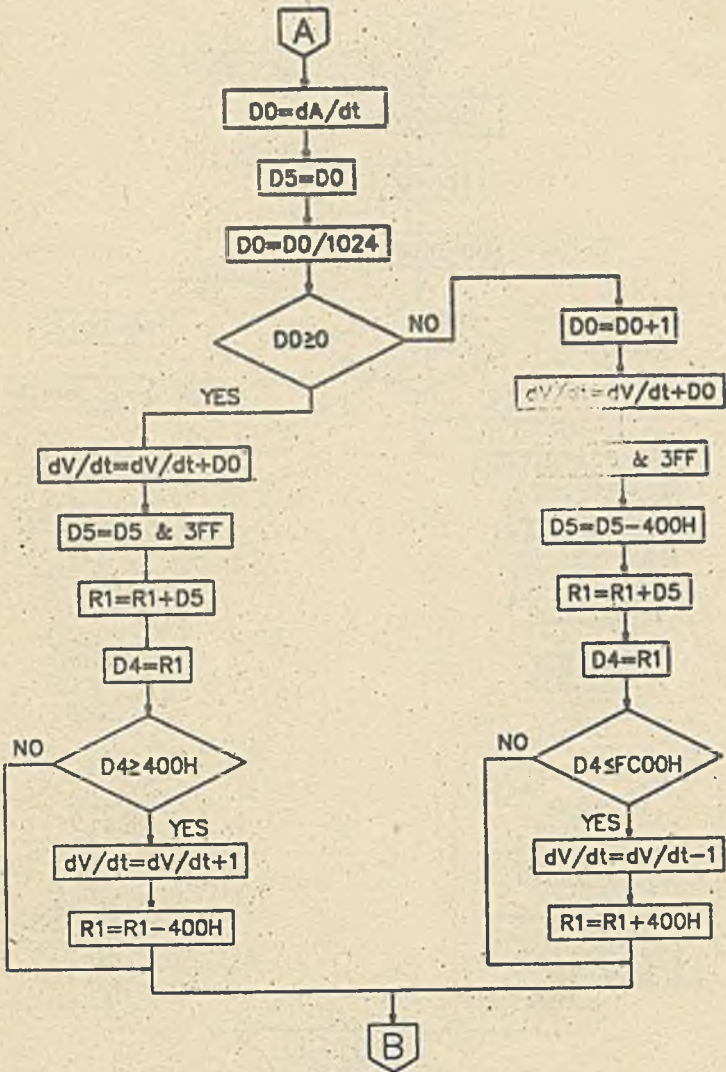 A
D0=dA/dt
D5=D0
D0=D0/1024
D0≥0
NO
YES
D0=D0+1
dV/dt=dV/dt+D0
& 3FF
D5=D5-400H
R1=R1+D5
D4=R1
D4≤FC00H
NO
YES
dV/dt=dV/dt-1
R1=R1+400H
dV/dt=dV/dt+D0
D5=D5 & 3FF
R1=R1+D5
D4=R1
D4≥400H
NO
YES
dV/dt=dV/dt+1
R1=R1-400H
B